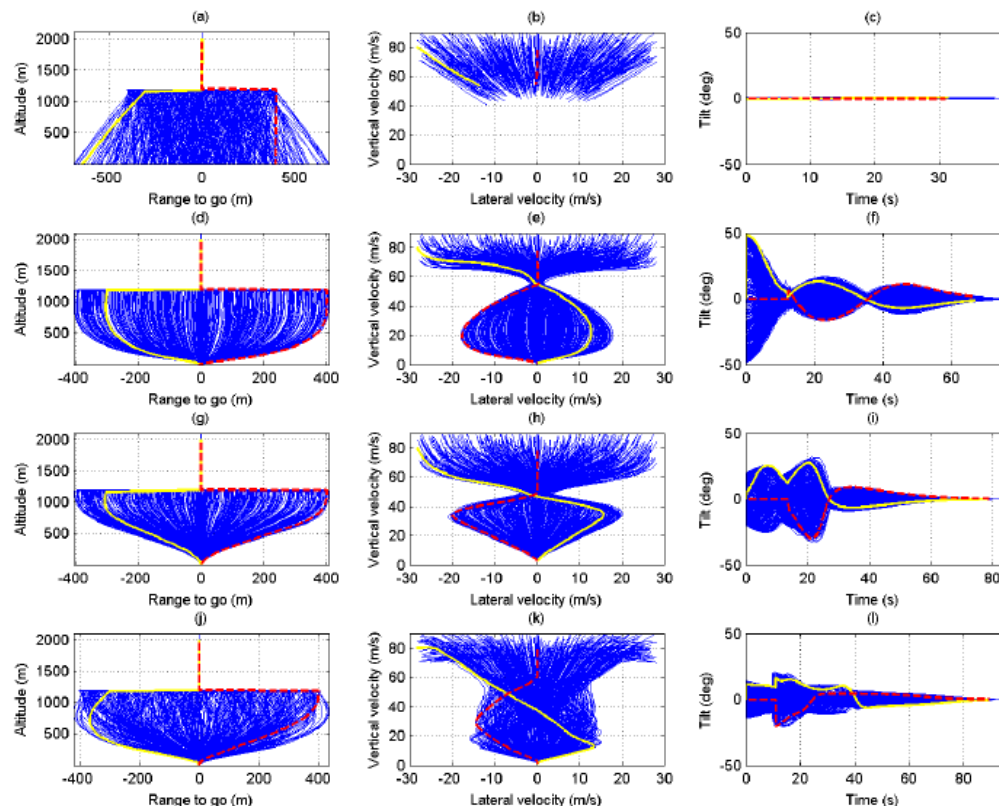 (a) (b) (c)
Altitude (m)
2000
1500
1000
500
-500 0 500
Range to go (m)
Vertical velocity (m/s)
80
60
40
20
0
-30 -20 -10 0 10 20 30
Lateral velocity (m/s)
Tilt (deg)
50
0
-50
0 10 20 30
Time (s)
(d) (e) (f)
Altitude (m)
2000
1500
1000
500
-400 -200 0 200 400
Range to go (m)
Vertical velocity (m/s)
80
60
40
20
0
-30 -20 -10 0 10 20 30
Lateral velocity (m/s)
Tilt (deg)
50
0
-50
0 20 40 60
Time (s)
(g) (h) (i)
Altitude (m)
2000
1500
1000
500
-400 -200 0 200 400
Range to go (m)
Vertical velocity (m/s)
80
60
40
20
0
-30 -20 -10 0 10 20 30
Lateral velocity (m/s)
Tilt (deg)
50
0
-50
0 20 40 60 80
Time (s)
(j) (k) (l)
Altitude (m)
2000
1500
1000
500
-400 -200 0 200 400
Range to go (m)
Vertical velocity (m/s)
80
60
40
20
0
-30 -20 -10 0 10 20 30
Lateral velocity (m/s)
Tilt (deg)
50
0
-50
0 20 40 60 80
Time (s)